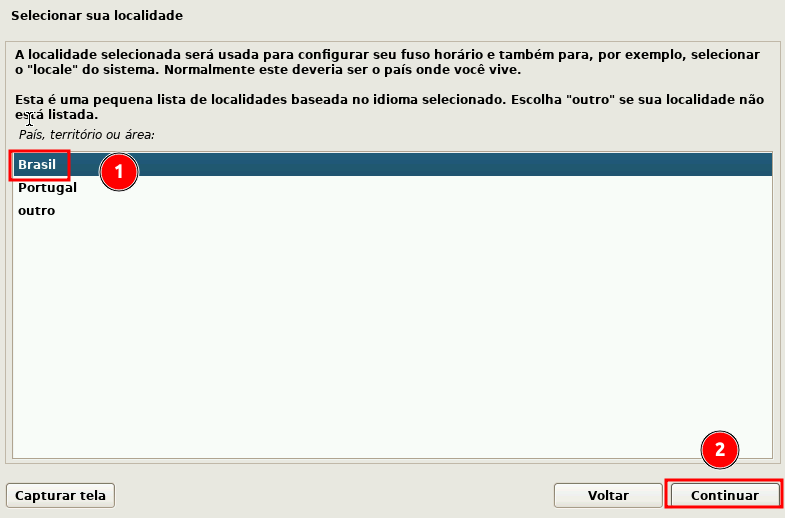 Selecionar sua localidade
A localidade selecionada será usada para configurar seu fuso horário e também para, por exemplo, selecionar
o "locale" do sistema. Normalmente este deveria ser o país onde você vive.
Esta é uma pequena lista de localidades baseada no idioma selecionado. Escolha "outro" se sua localidade não
está listada.
País, território ou área:
Brasil
1
Portugal
outro
2
Capturar tela
Voltar
Continuar